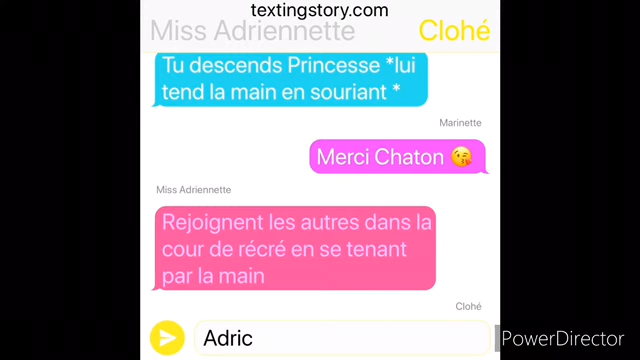 textingstory.com
Miss Adriennette
Clohé
Tu descends Princesse *lui
tend la main en souriant *
Marinette
Merci Chaton 😘
Miss Adriennette
Rejoignent les autres dans la
cour de récré en se tenant
par la main
Clohé
Adric
PowerDirector